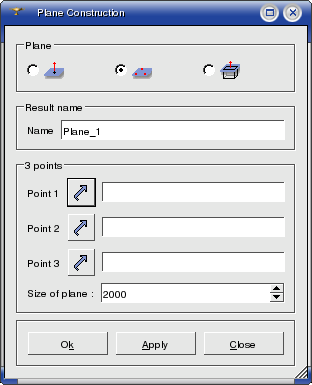 Plane Construction
Plane
Result name
Name Plane_1
3 points
Point 1
Point 2
Point 3
Size of plane : 2000
Ok Apply Close